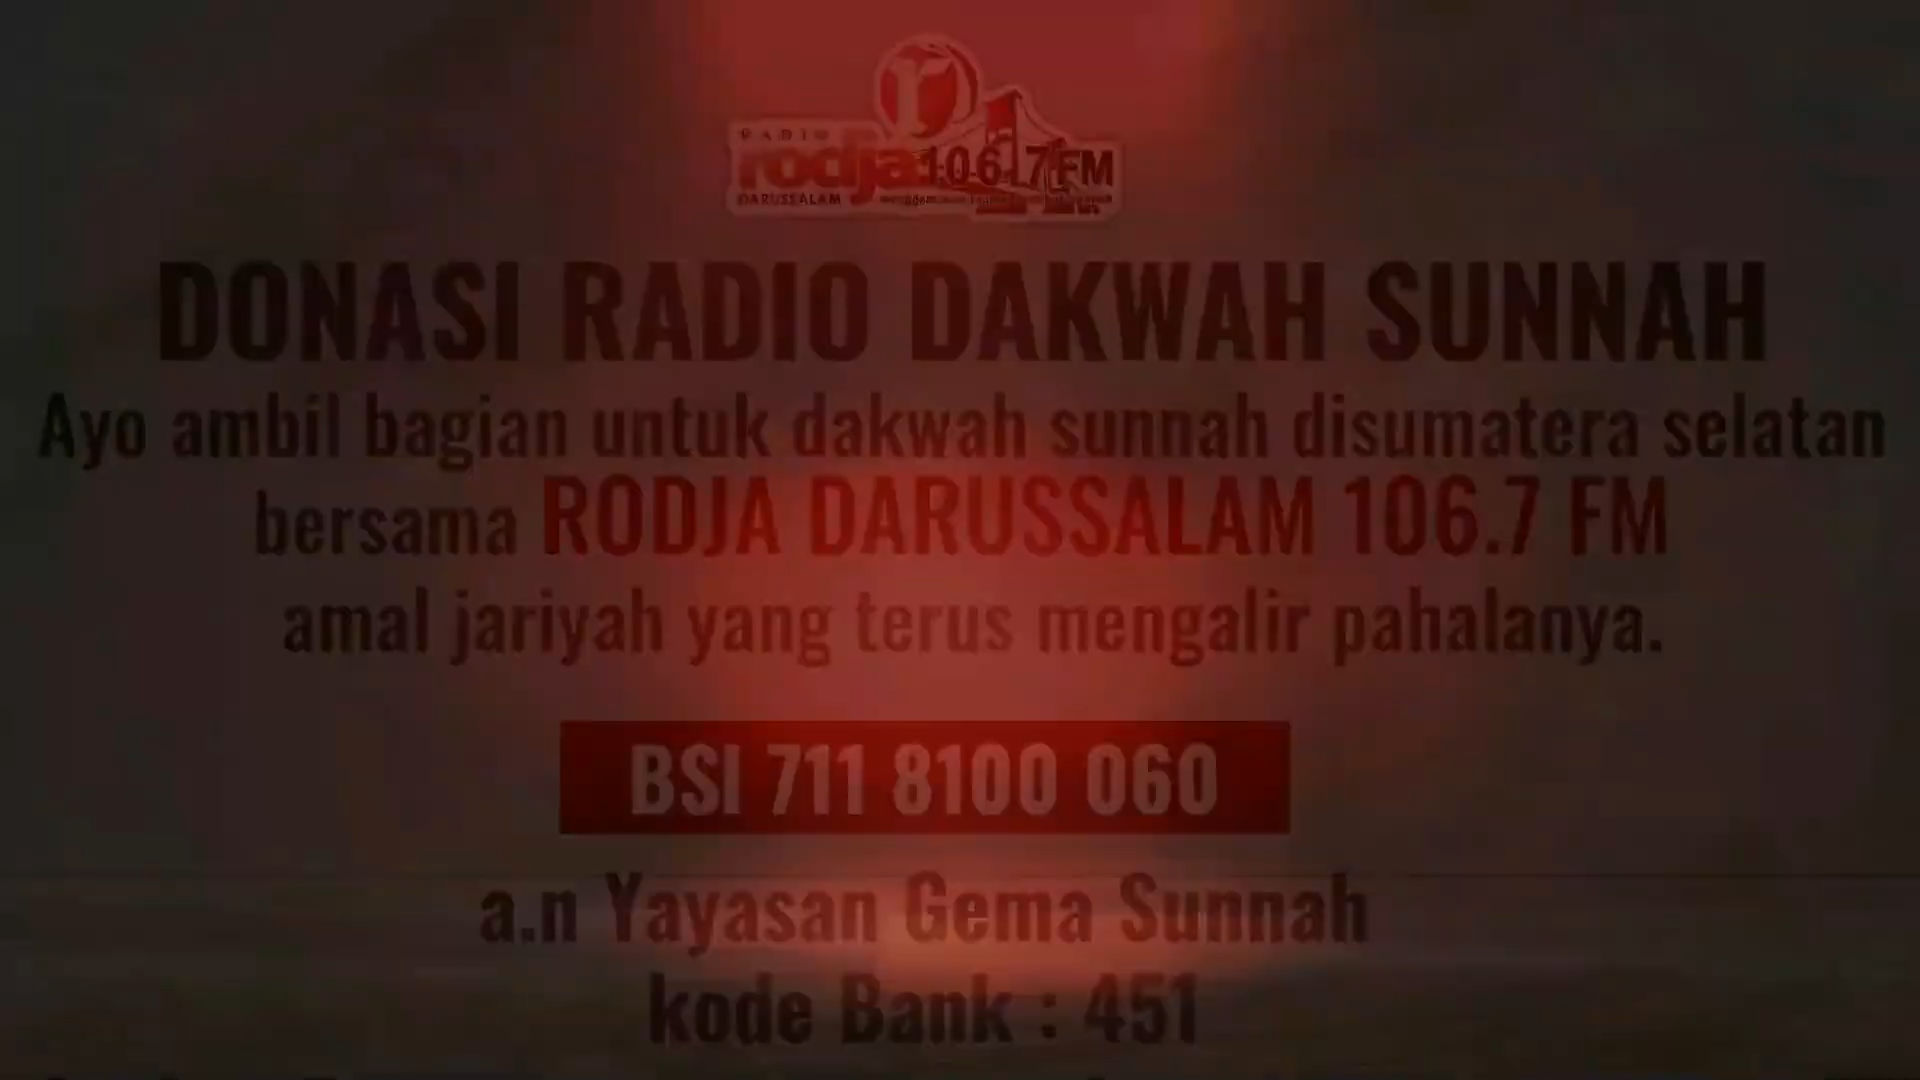 RADIO
rodja 106.7 FM
DARUSSALAM
DONASI RADIO DAKWAH SUNNAH
Ayo ambil bagian untuk dakwah sunnah disumatera selatan
bersama RODJA DARUSSALAM 106.7 FM
amal jariyah yang terus mengalir pahalanya.
BSI 711 8100 060
a.n Yayasan Gema Sunnah
kode Bank : 451